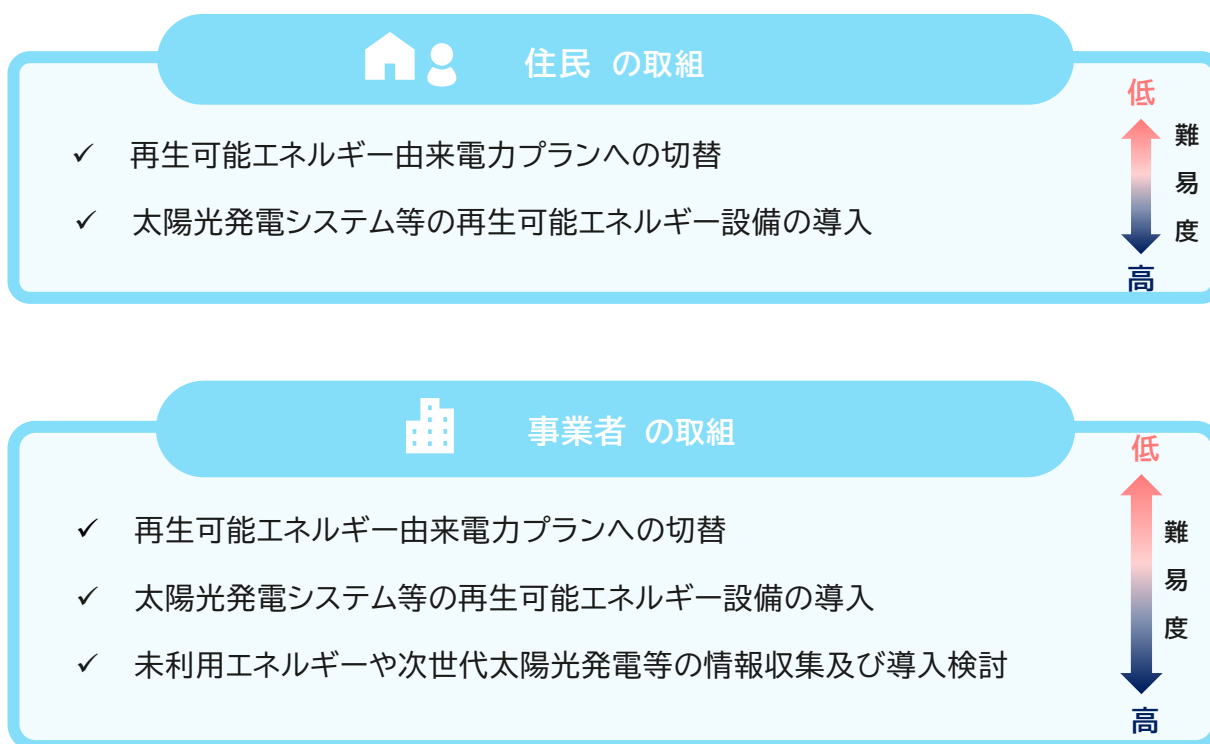 住民 の取組
✓ 再生可能エネルギー由来電力プランへの切替
✓ 太陽光発電システム等の再生可能エネルギー設備の導入
低
難易度
高
事業者 の取組
✓ 再生可能エネルギー由来電力プランへの切替
✓ 太陽光発電システム等の再生可能エネルギー設備の導入
✓ 未利用エネルギーや次世代太陽光発電等の情報収集及び導入検討
低
難易度
高